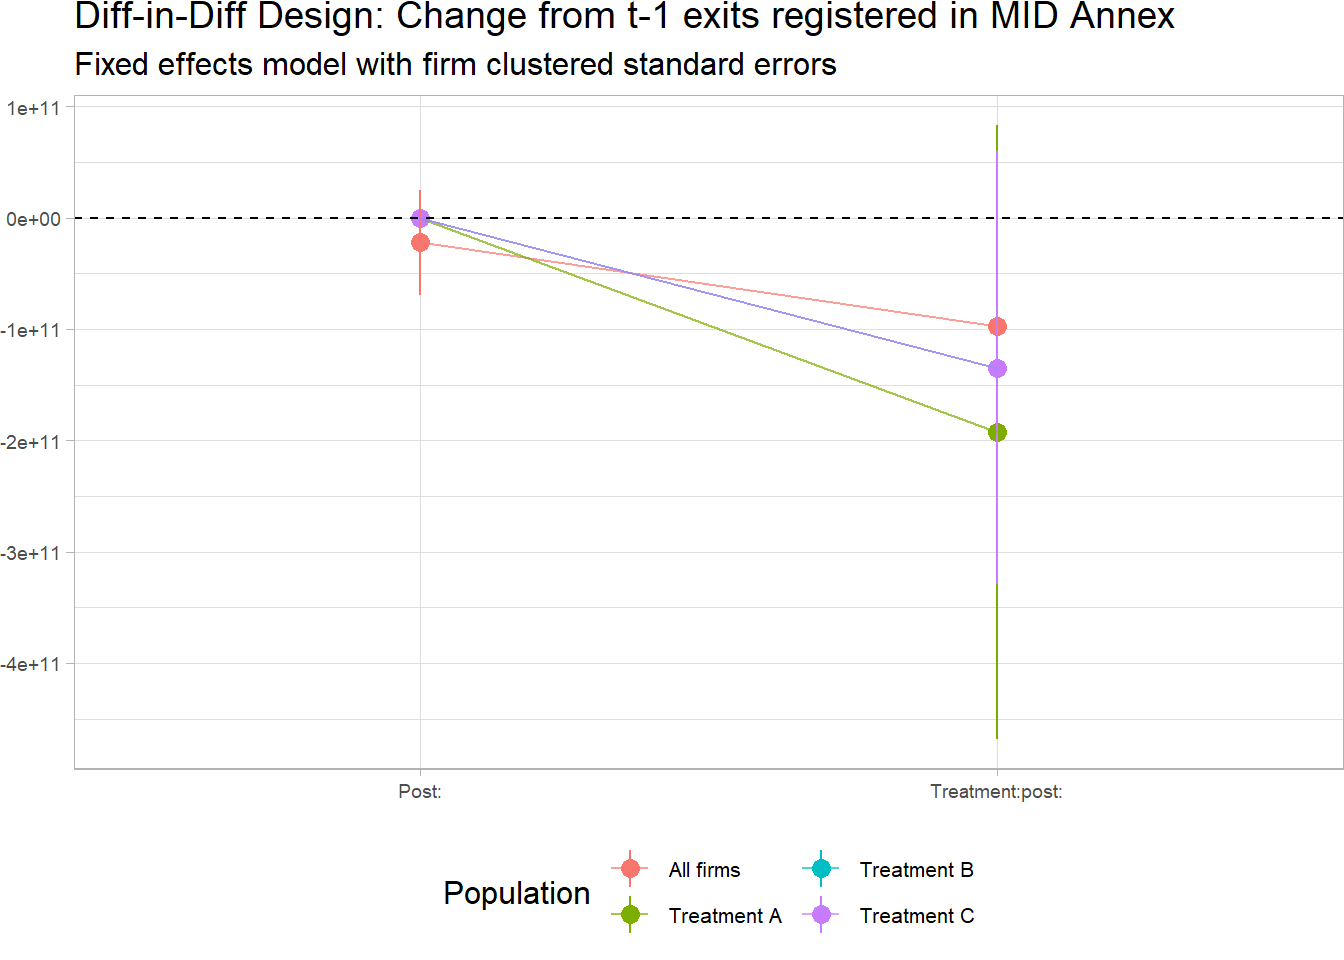 Diff-in-Diff Design: Change from t-1 exits registered in MID Annex
Fixed effects model with firm clustered standard errors
1e+11
0e+00
-1e+11
-2e+11
-3e+11
-4e+11
Post:
Treatment:post:
Population
All firms
Treatment B
Treatment A
Treatment C